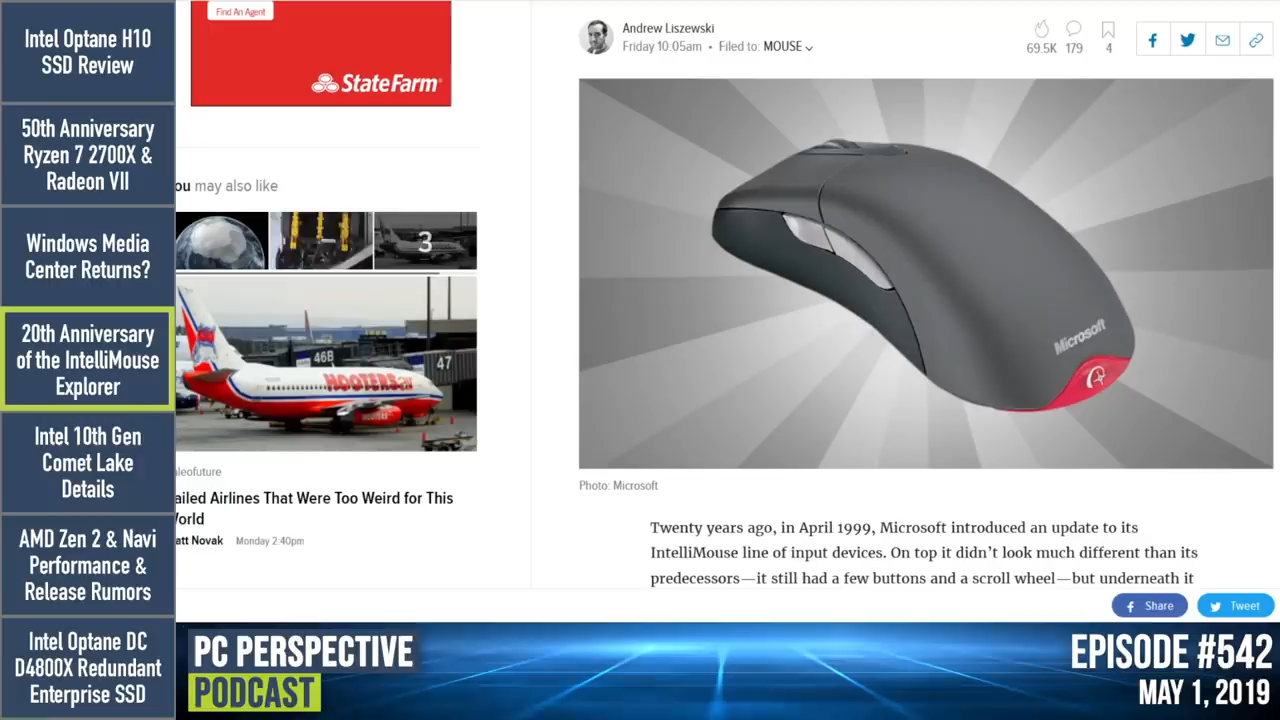 Intel Optane H10
SSD Review
50th Anniversary
Ryzen 7 2700X &
Radeon VII
Windows Media
Center Returns?
20th Anniversary
of the IntelliMouse
Explorer
Intel 10th Gen
Comet Lake
Details
AMD Zen 2 & Navi
Performance &
Release Rumors
Intel Optane DC
D4800X Redundant
Enterprise SSD
Find An Agent
StateFarm
ou may also like
3
46B
47
HOOTERS
aleofuture
ailed Airlines That Were Too Weird for This
orld
att Novak Monday 2:40pm
Andrew Liszewski
Friday 10:05am • Filed to: MOUSE
69.5K 179 4
Microsoft
Photo: Microsoft
Twenty years ago, in April 1999, Microsoft introduced an update to its
IntelliMouse line of input devices. On top it didn't look much different than its
predecessors—it still had a few buttons and a scroll wheel—but underneath it
Share Tweet
PC PERSPECTIVE
PODCAST
EPISODE #542
MAY 1, 2019